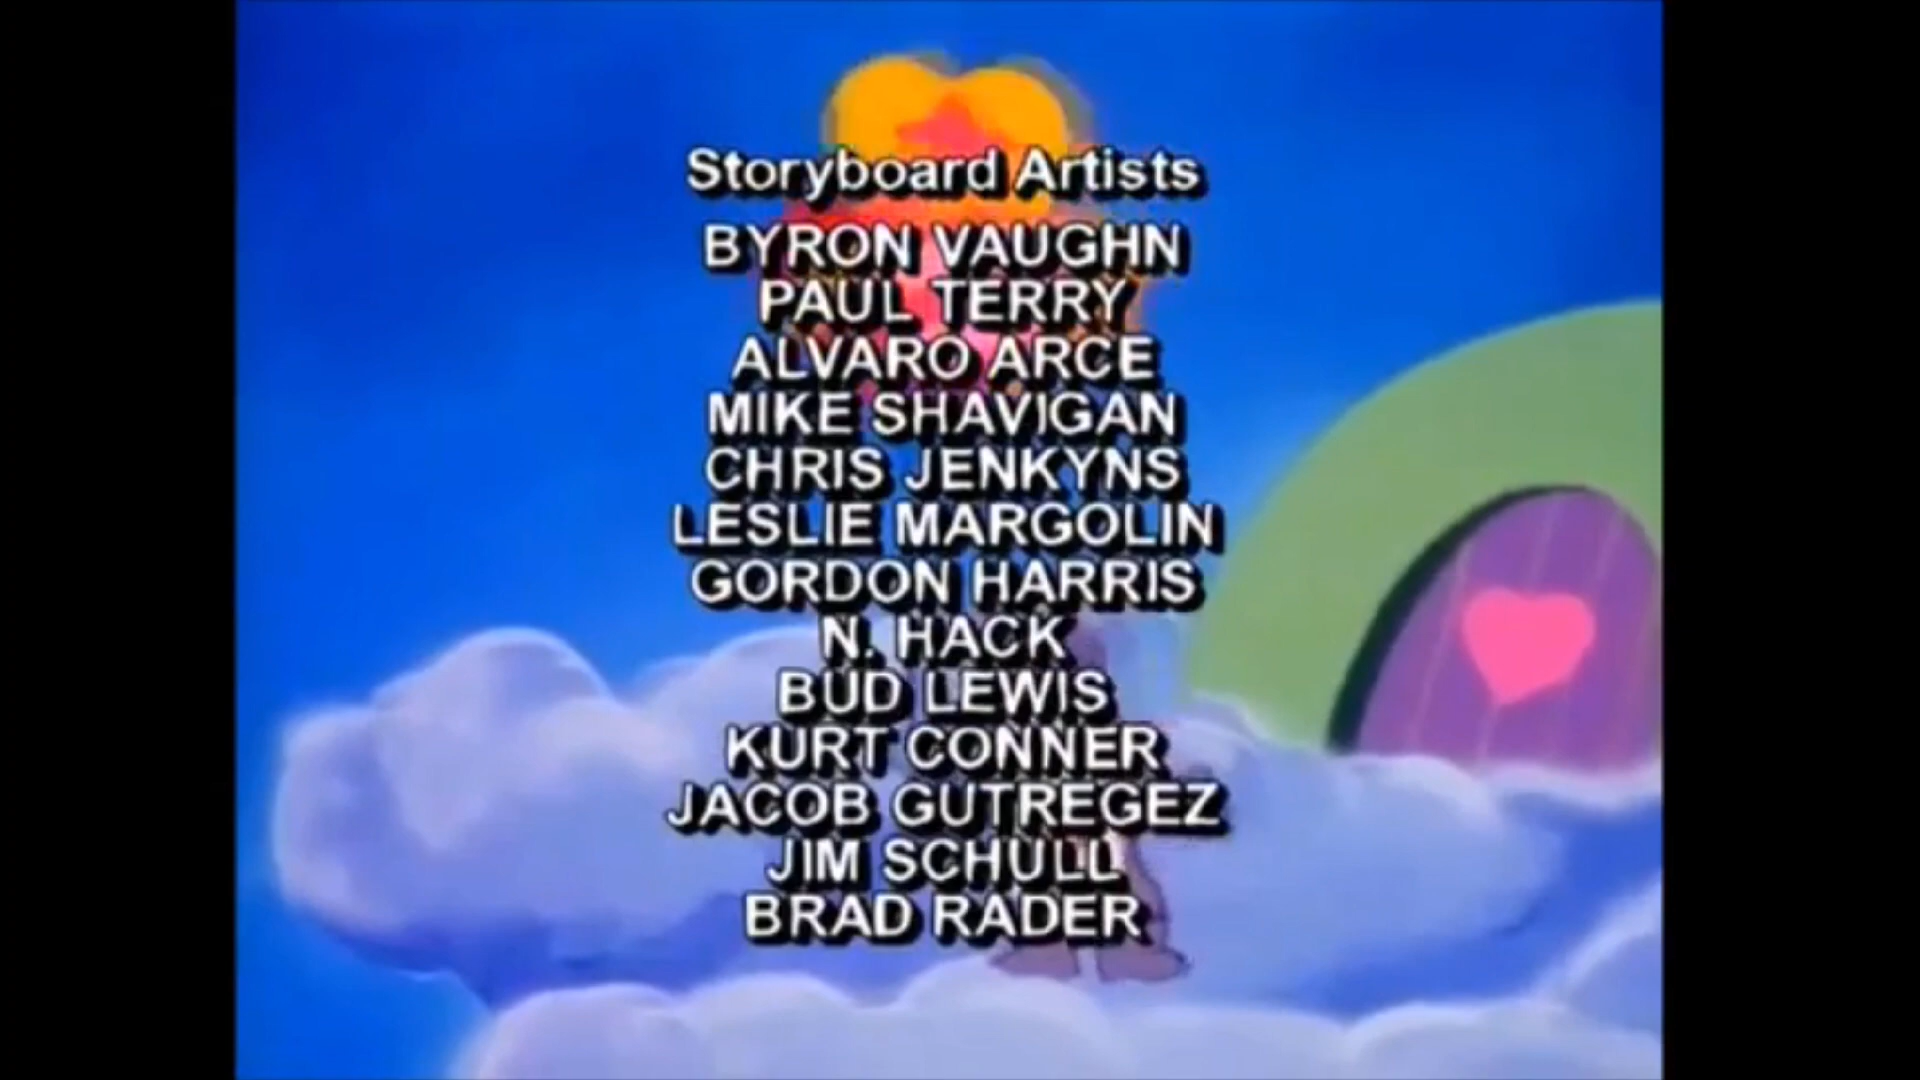 Storyboard Artists
BYRON VAUGHN
PAUL TERRY
ALVARO ARCE
MIKE SHAVIGAN
CHRIS JENKYNS
LESLIE MARGOLIN
GORDON HARRIS
N. HACK
BUD LEWIS
KURT CONNER
JACOB GUTREGEZ
JIM SCHULL
BRAD RADER